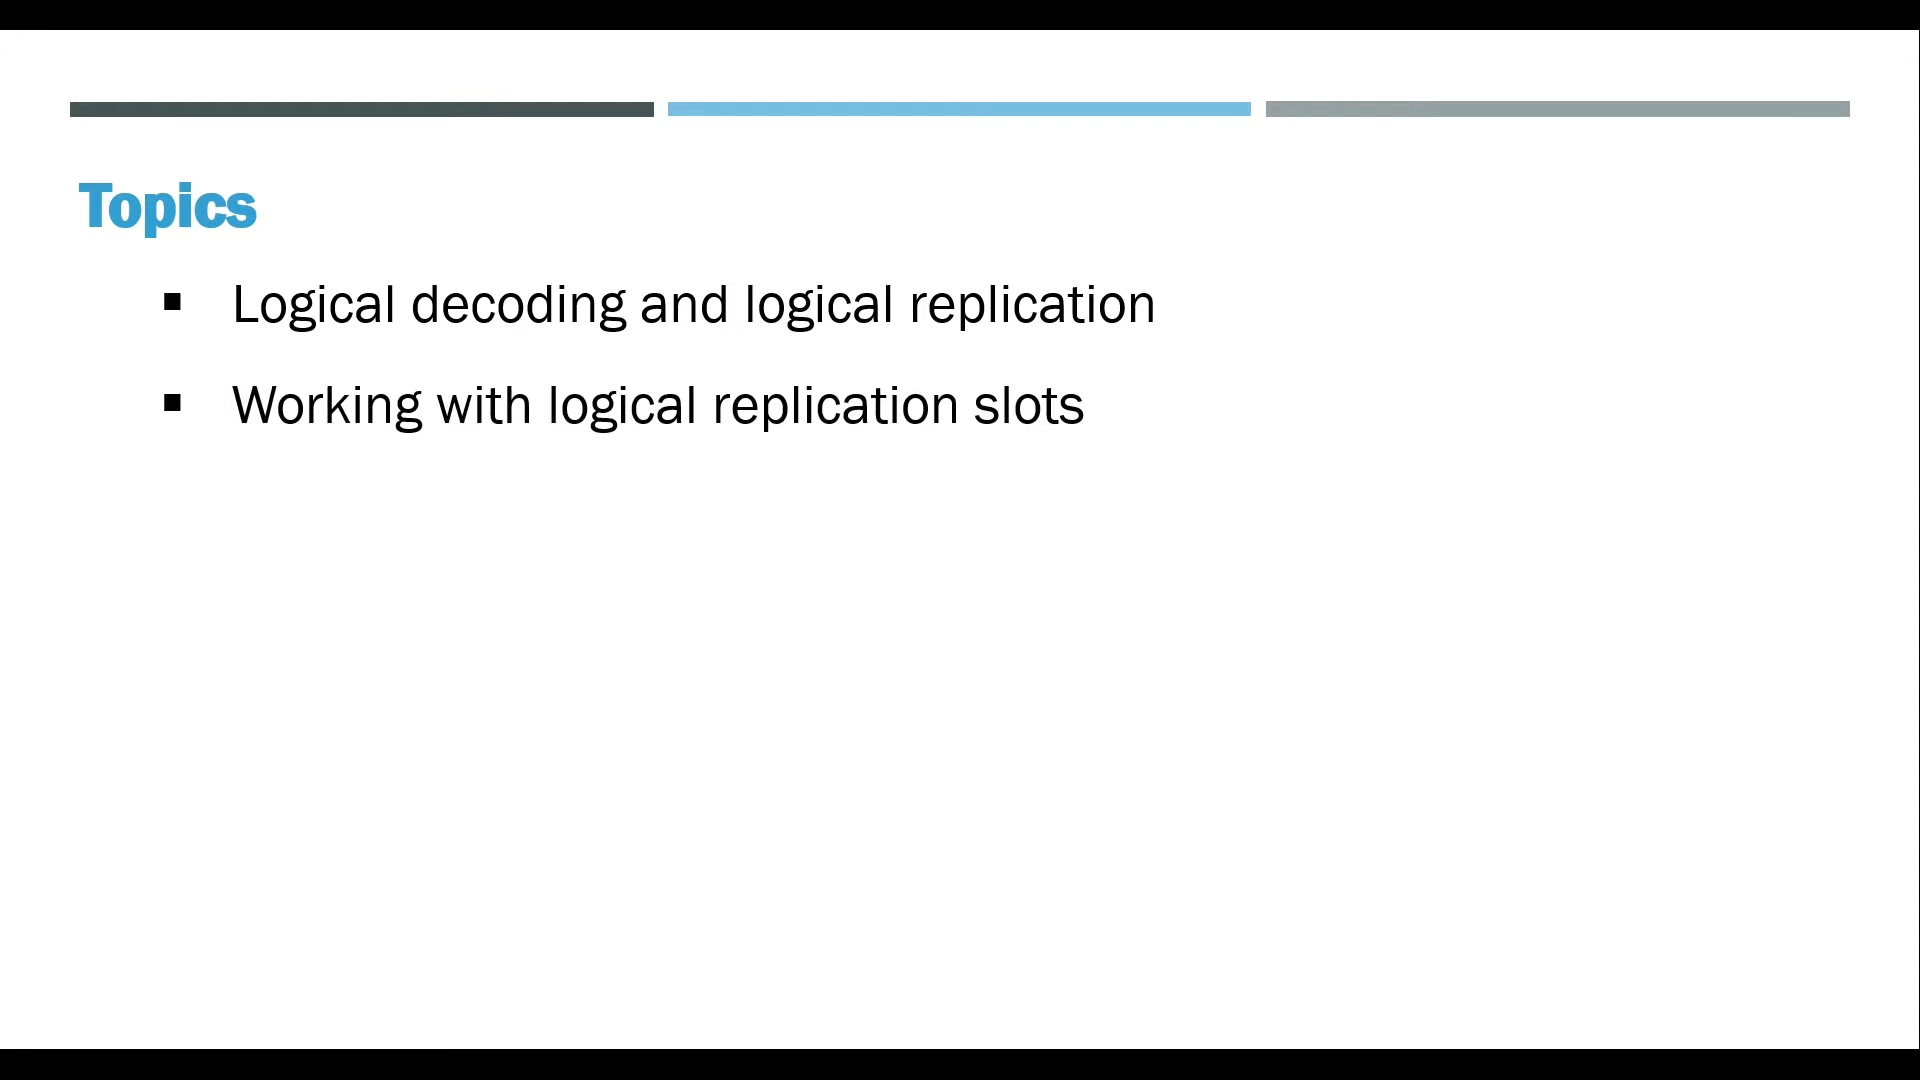 Topics
▪ Logical decoding and logical replication
▪ Working with logical replication slots